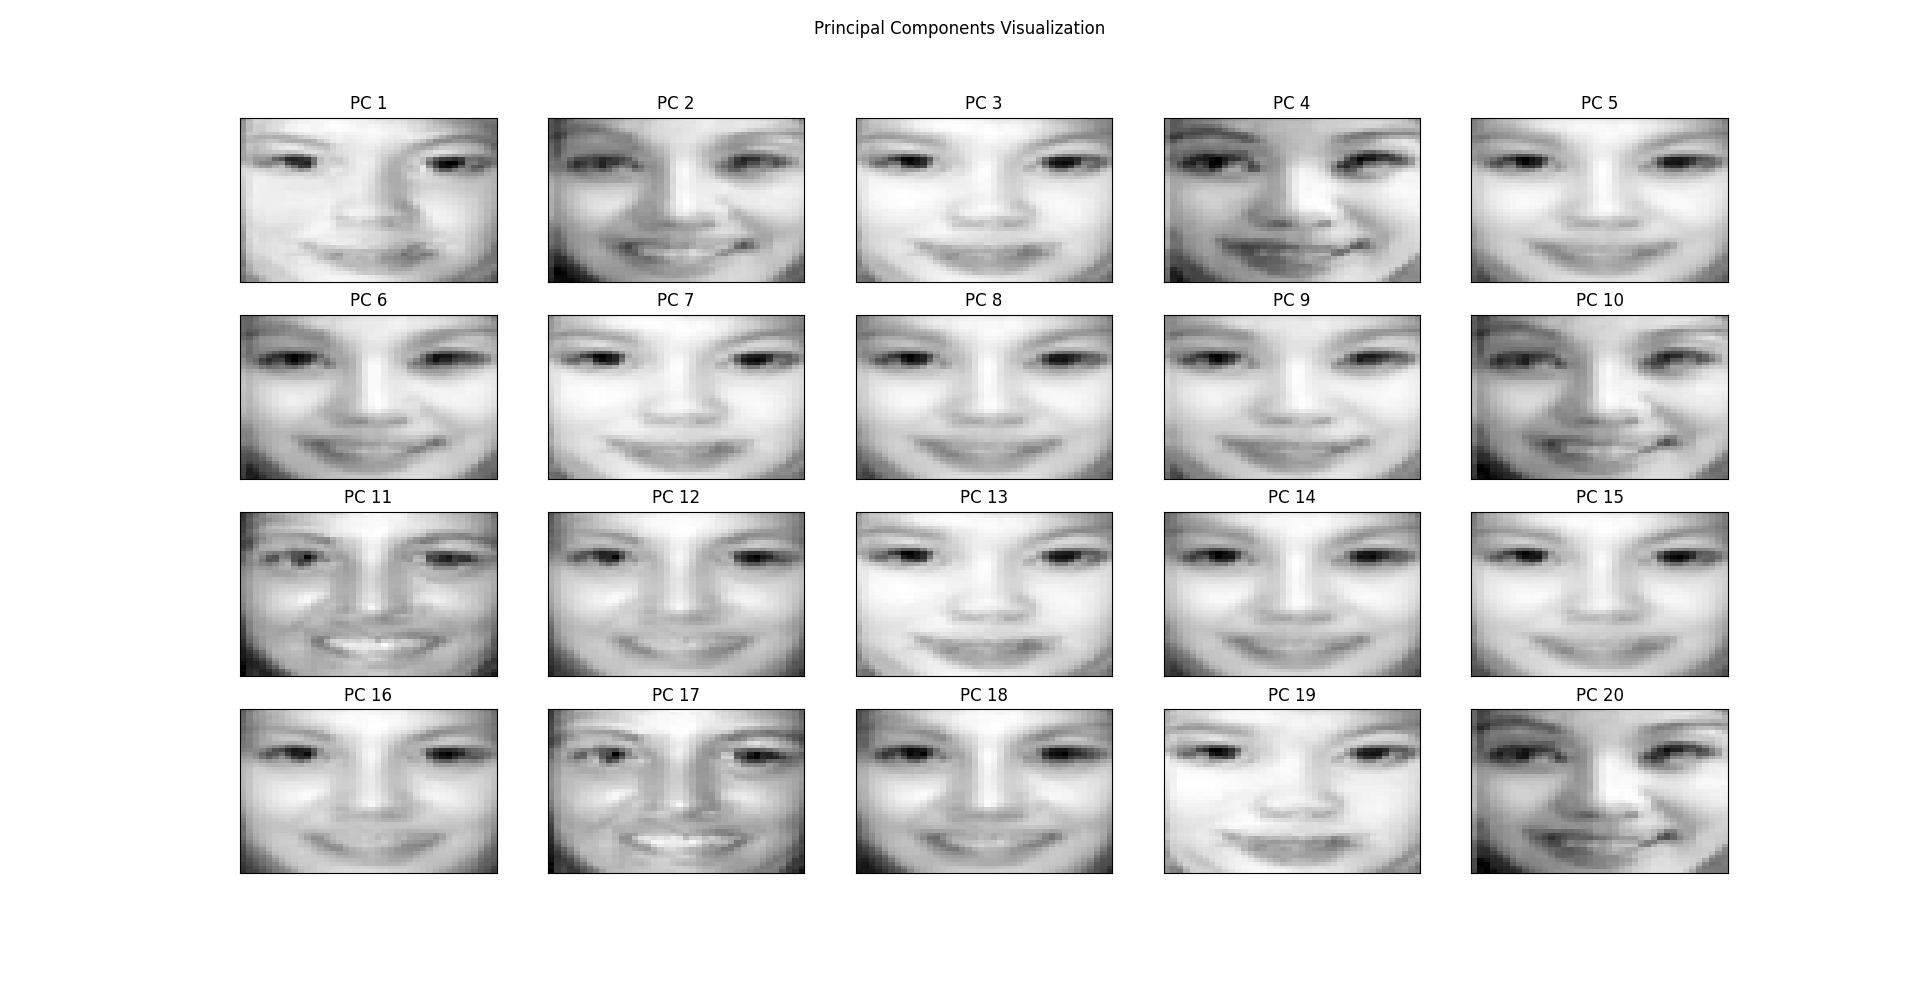 Principal Components Visualization
PC 1 PC 2 PC 3 PC 4 PC 5
PC 6 PC 7 PC 8 PC 9 PC 10
PC 11 PC 12 PC 13 PC 14 PC 15
PC 16 PC 17 PC 18 PC 19 PC 20